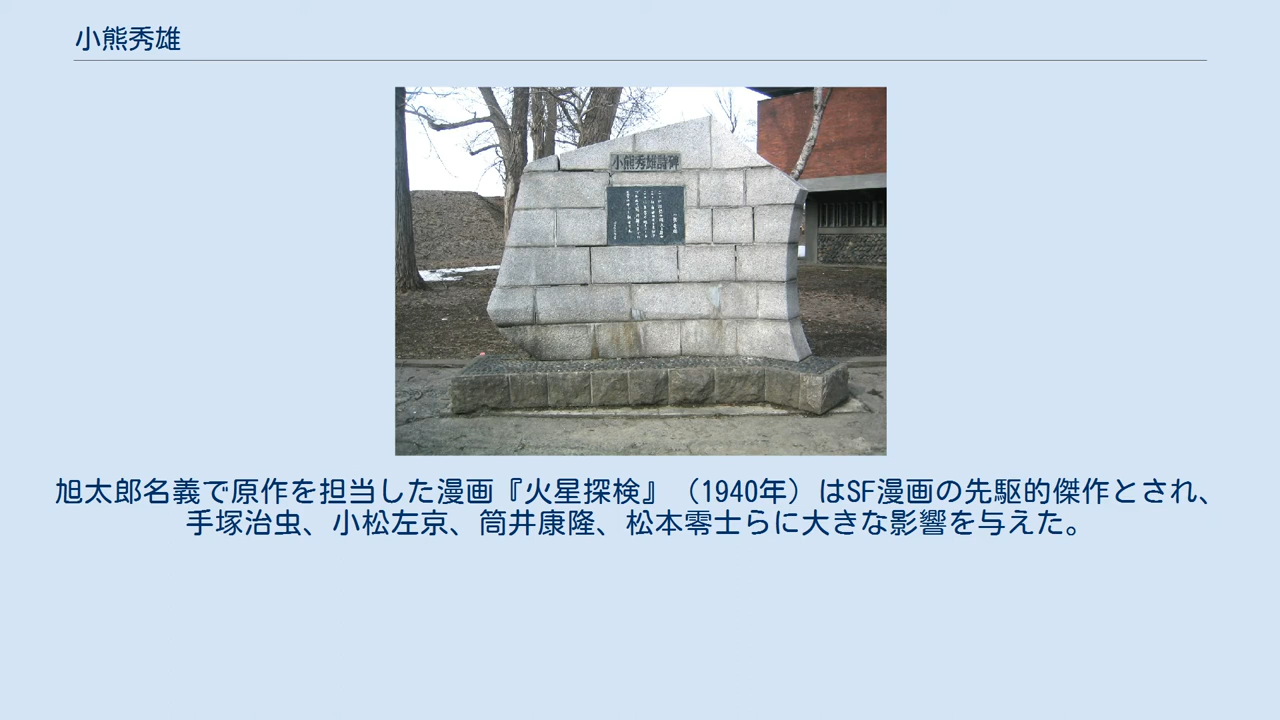 小熊秀雄
小熊秀雄詩碑
旭太郎名義で原作を担当した漫画『火星探検』（1940年）はSF漫画の先駆的傑作とされ、
手塚治虫、小松左京、筒井康隆、松本零士らに大きな影響を与えた。